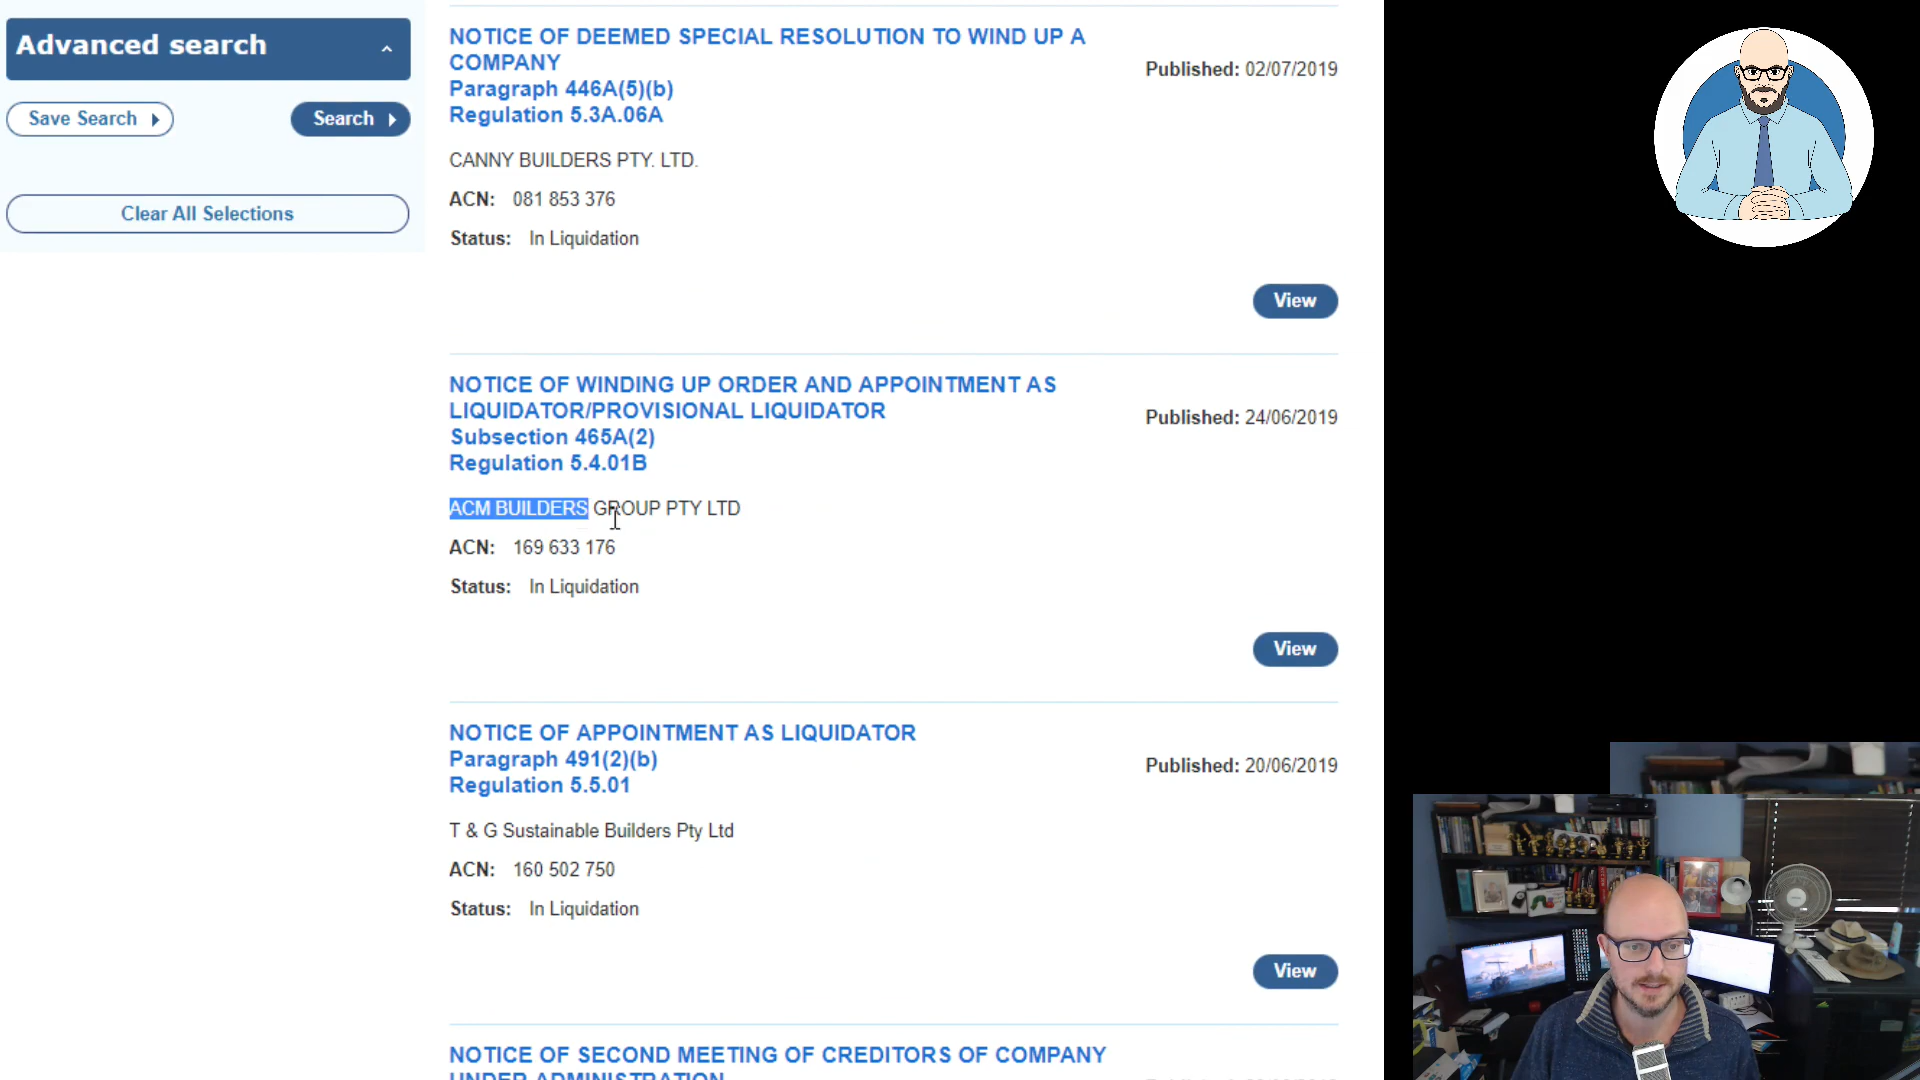 Advanced search
Save Search
Search
Clear All Selections
NOTICE OF DEEMED SPECIAL RESOLUTION TO WIND UP A
COMPANY
Paragraph 446A(5)(b)
Regulation 5.3A.06A
Published: 02/07/2019
CANNY BUILDERS PTY. LTD.
ACN: 081 853 376
Status: In Liquidation
View
NOTICE OF WINDING UP ORDER AND APPOINTMENT AS
LIQUIDATOR/PROVISIONAL LIQUIDATOR
Subsection 465A(2)
Regulation 5.4.01B
Published: 24/06/2019
ACM BUILDERS GROUP PTY LTD
ACN: 169 633 176
Status: In Liquidation
View
NOTICE OF APPOINTMENT AS LIQUIDATOR
Paragraph 491(2)(b)
Regulation 5.5.01
Published: 20/06/2019
T & G Sustainable Builders Pty Ltd
ACN: 160 502 750
Status: In Liquidation
View
NOTICE OF SECOND MEETING OF CREDITORS OF COMPANY
UNDER ADMINISTRATION